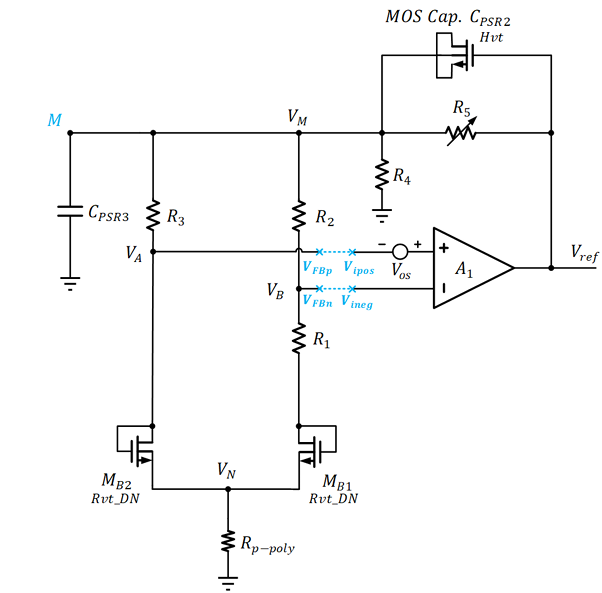 MOS Cap. C_PSR2
Hvt
M
V_M
R_5
C_PSR3
R_3
R_2
R_4
V_A
V_FBp V_ipos
− +
V_os
+
A_1
V_ref
V_B
V_FBn V_ineg
−
R_1
M_B2
Rvt_DN
V_N
M_B1
Rvt_DN
R_p−poly